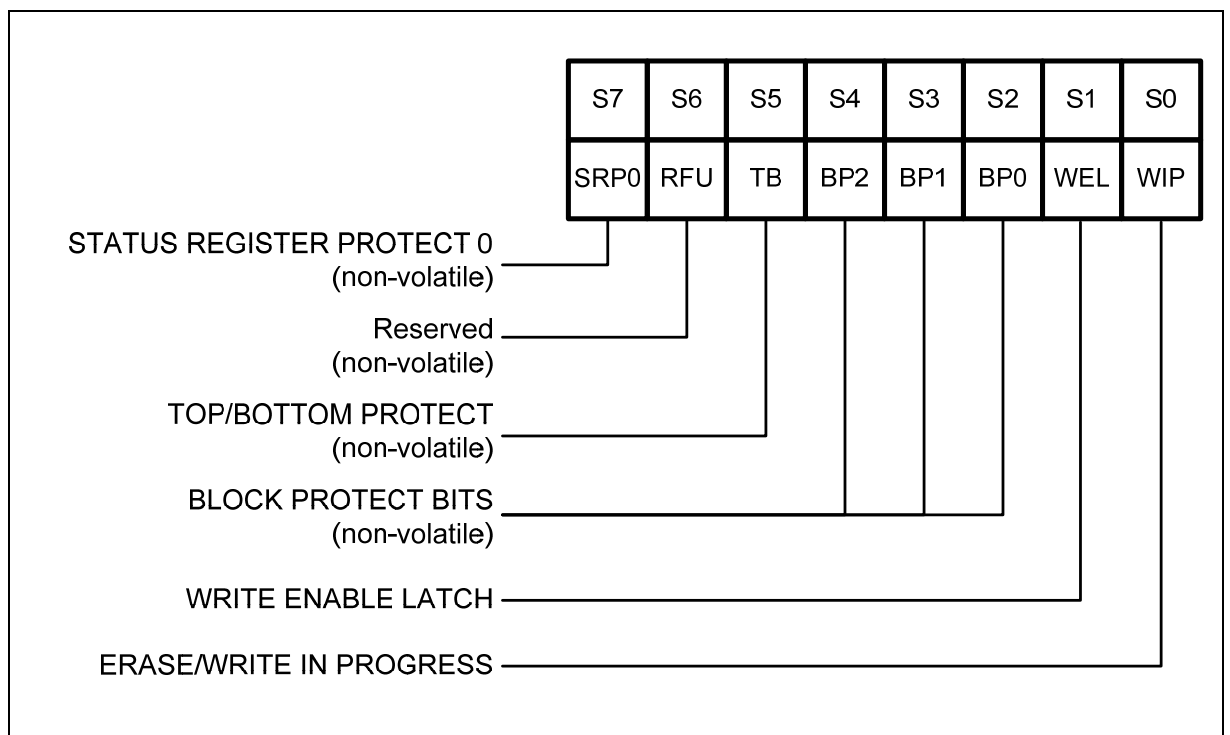 S7 S6 S5 S4 S3 S2 S1 S0
SRP0 RFU TB BP2 BP1 BP0 WEL WIP
STATUS REGISTER PROTECT 0
(non-volatile)
Reserved
(non-volatile)
TOP/BOTTOM PROTECT
(non-volatile)
BLOCK PROTECT BITS
(non-volatile)
WRITE ENABLE LATCH
ERASE/WRITE IN PROGRESS